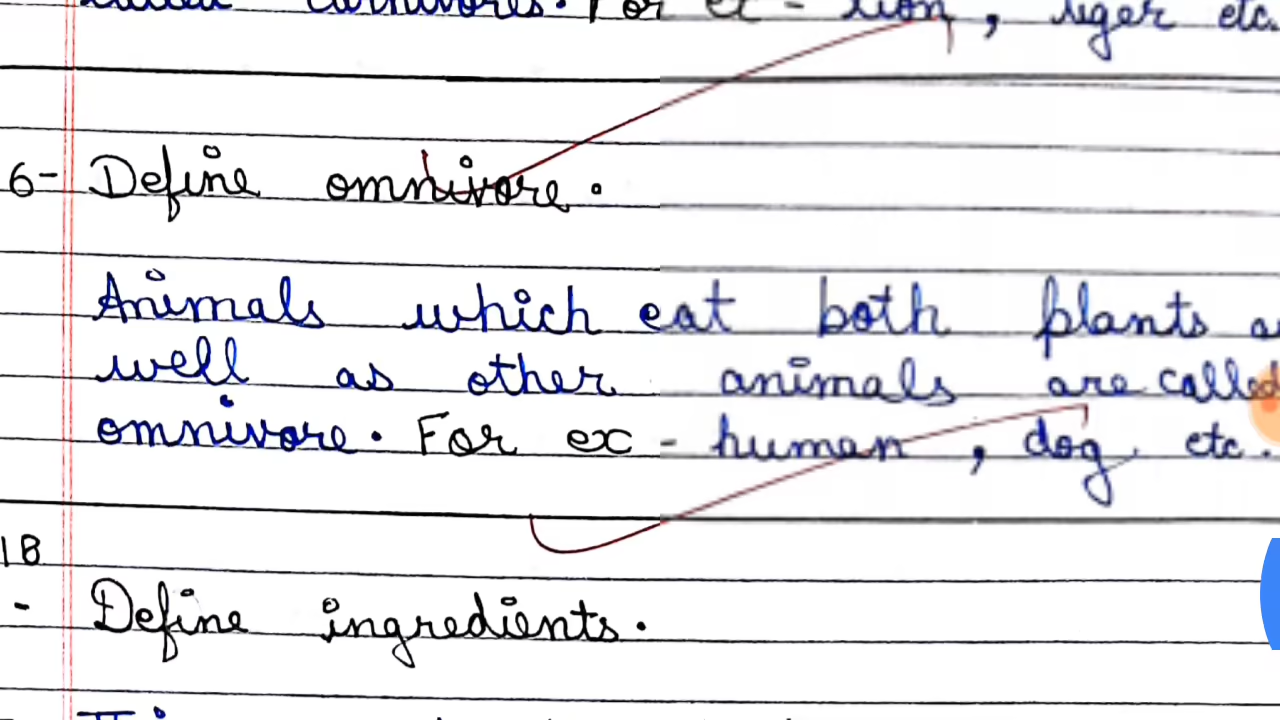 carnivores. For ex - lion, tiger etc.
6- Define omnivore.
Animals which eat both plants
well as other animals are called
omnivore. For ex - human, dog etc.
18
- Define ingredients.